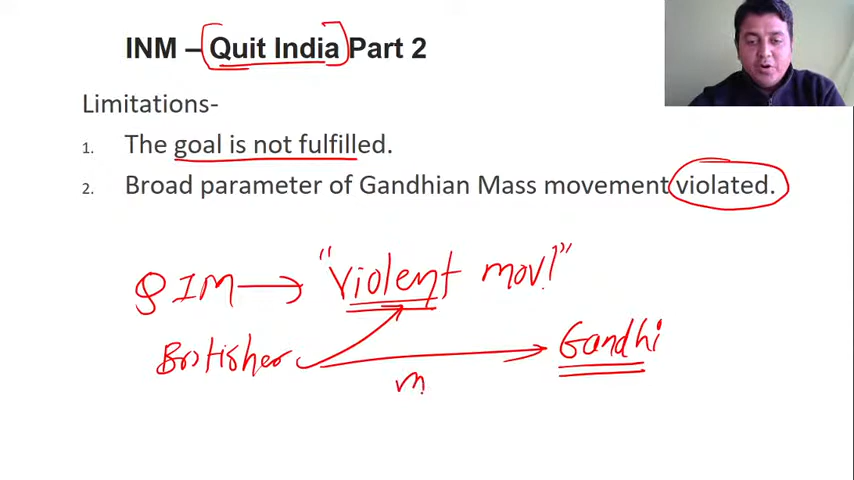 INM – Quit India Part 2
Limitations-
1. The goal is not fulfilled.
2. Broad parameter of Gandhian Mass movement violated.
QIM → "Violent mov!"
Britisher → Gandhi
m